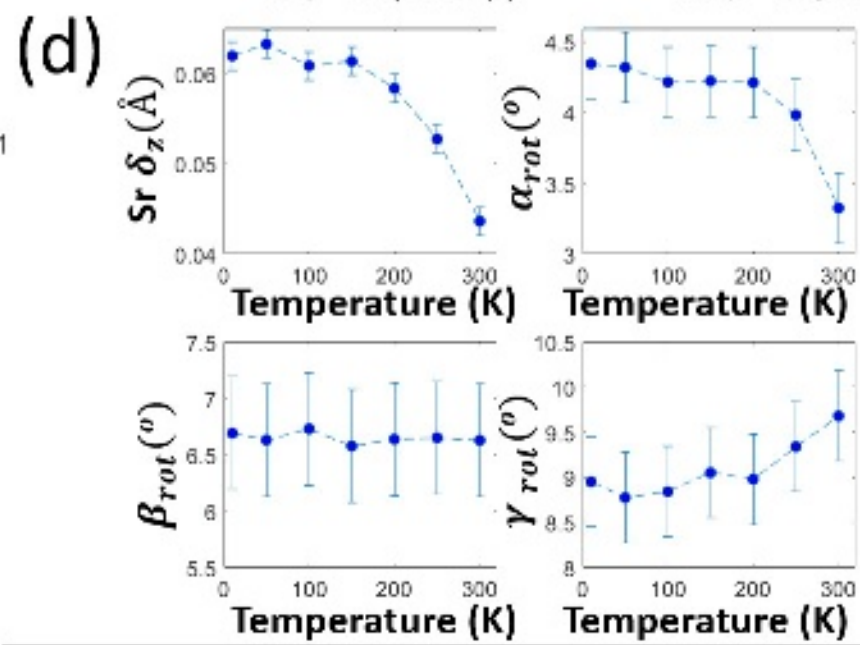 (d)
1
Sr δz(Å)
0.06
0.05
0.04
0 100 200 300
Temperature (K)
αrot(°)
4.5
4
3.5
3
0 100 200 300
Temperature (K)
βrot(°)
7.5
7
6.5
6
5.5
0 100 200 300
Temperature (K)
γ rot(°)
10.5
10
9.5
9
8.5
8
0 100 200 300
Temperature (K)